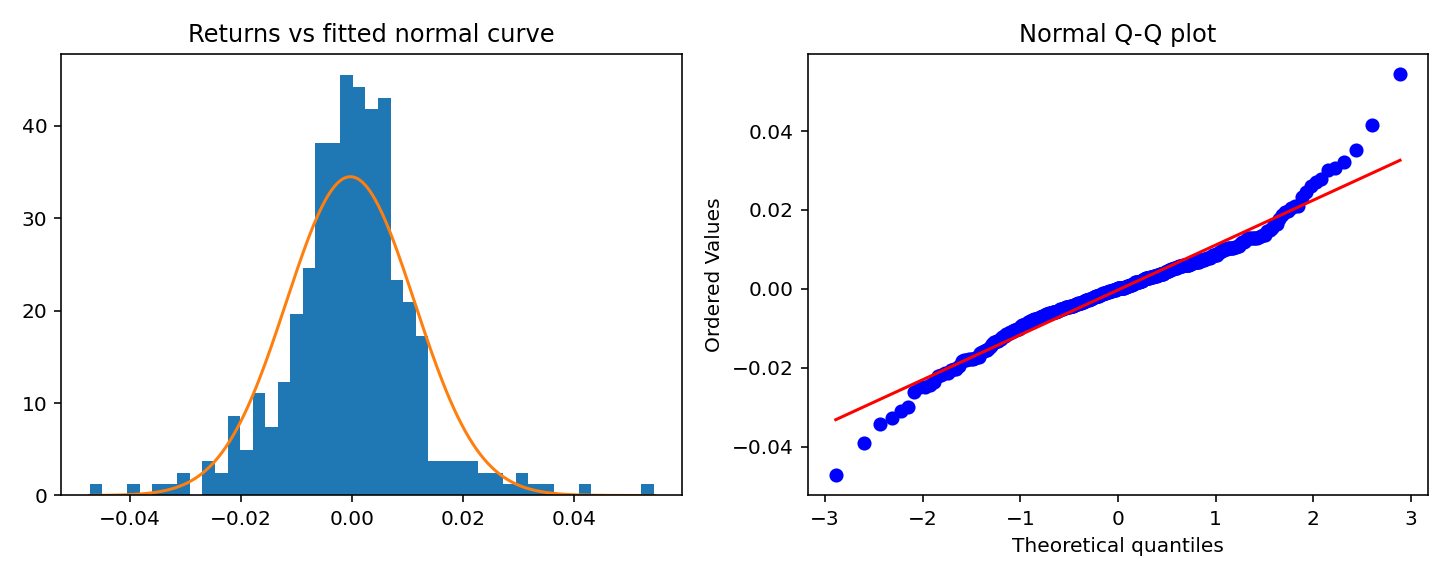 Returns vs fitted normal curve
40
30
20
10
0
−0.04 −0.02 0.00 0.02 0.04
Normal Q-Q plot
Ordered Values
0.04
0.02
0.00
−0.02
−0.04
−3 −2 −1 0 1 2 3
Theoretical quantiles